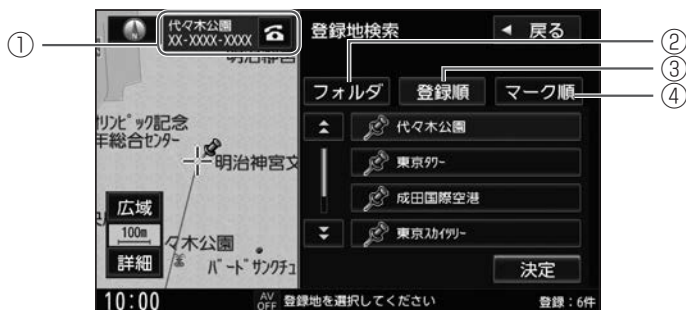 ①
代々木公園
XX-XXXX-XXXX
登録地検索
戻る
②
③
④
フォルダ
登録順
マーク順
代々木公園
東京タワー
成田国際空港
東京スカイツリー
決定
リンピック記念
年総合センター
明治神宮文
広域
100m
詳細
々木公園
バードサンクチュ
10:00
AV OFF
登録地を選択してください
登録:6件